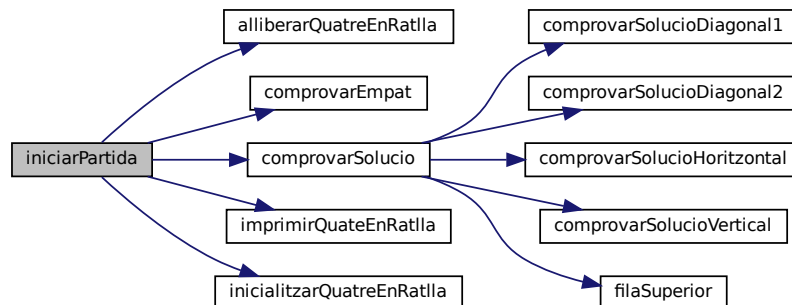 iniciarPartida
alliberarQuatreEnRatlla
comprovarEmpat
comprovarSolucio
imprimirQuateEnRatlla
inicialitzarQuatreEnRatlla
comprovarSolucioDiagonal1
comprovarSolucioDiagonal2
comprovarSolucioHoritzontal
comprovarSolucioVertical
filaSuperior